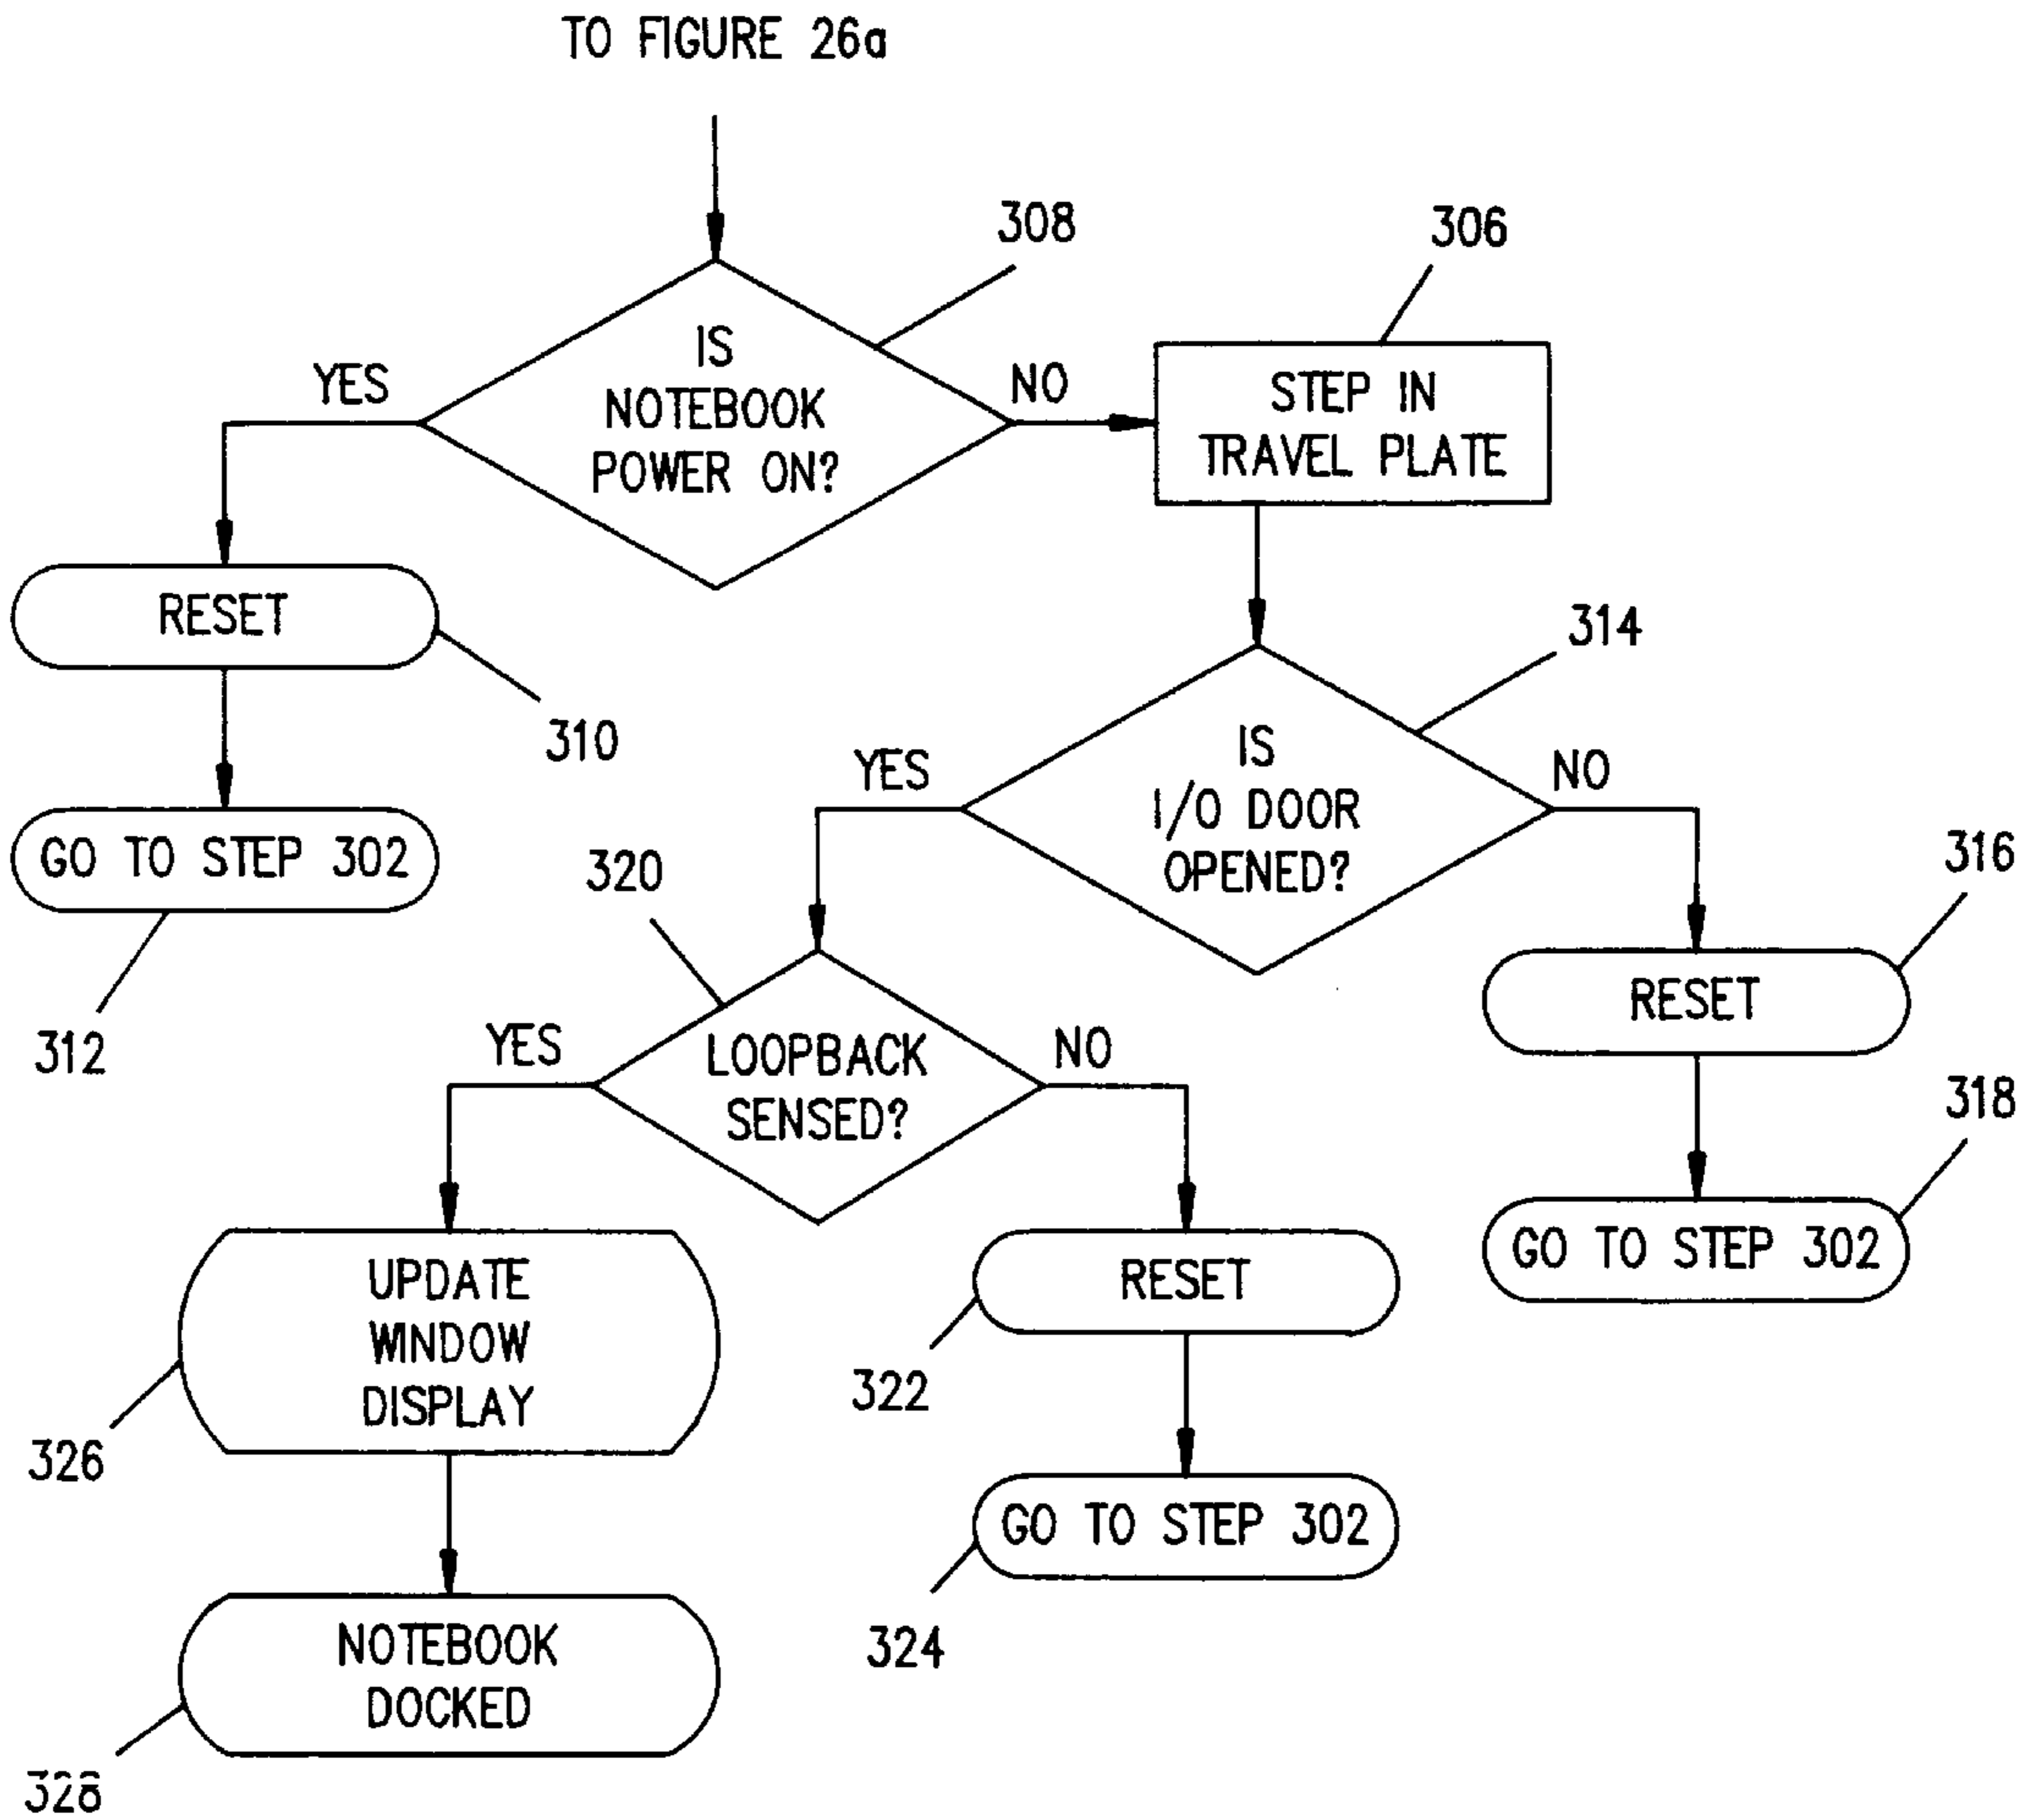 TO FIGURE 26a
308
306
IS
NOTEBOOK
POWER ON?
YES
NO
STEP IN
TRAVEL PLATE
RESET
310
314
GO TO STEP 302
312
IS
I/O DOOR
OPENED?
YES
NO
320
316
LOOPBACK
SENSED?
YES
NO
RESET
318
GO TO STEP 302
UPDATE
WINDOW
DISPLAY
326
RESET
322
GO TO STEP 302
324
NOTEBOOK
DOCKED
328